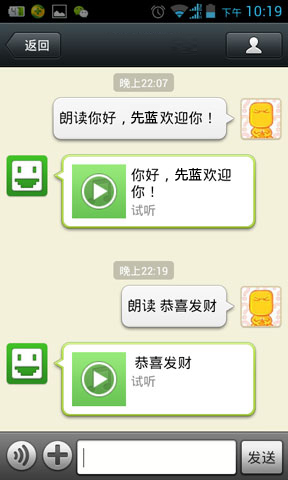 下午 10:19
返回
晚上22:07
朗读你好，先蓝欢迎你！
你好，先蓝欢迎
你！
试听
晚上22:19
朗读 恭喜发财
恭喜发财
试听
发送